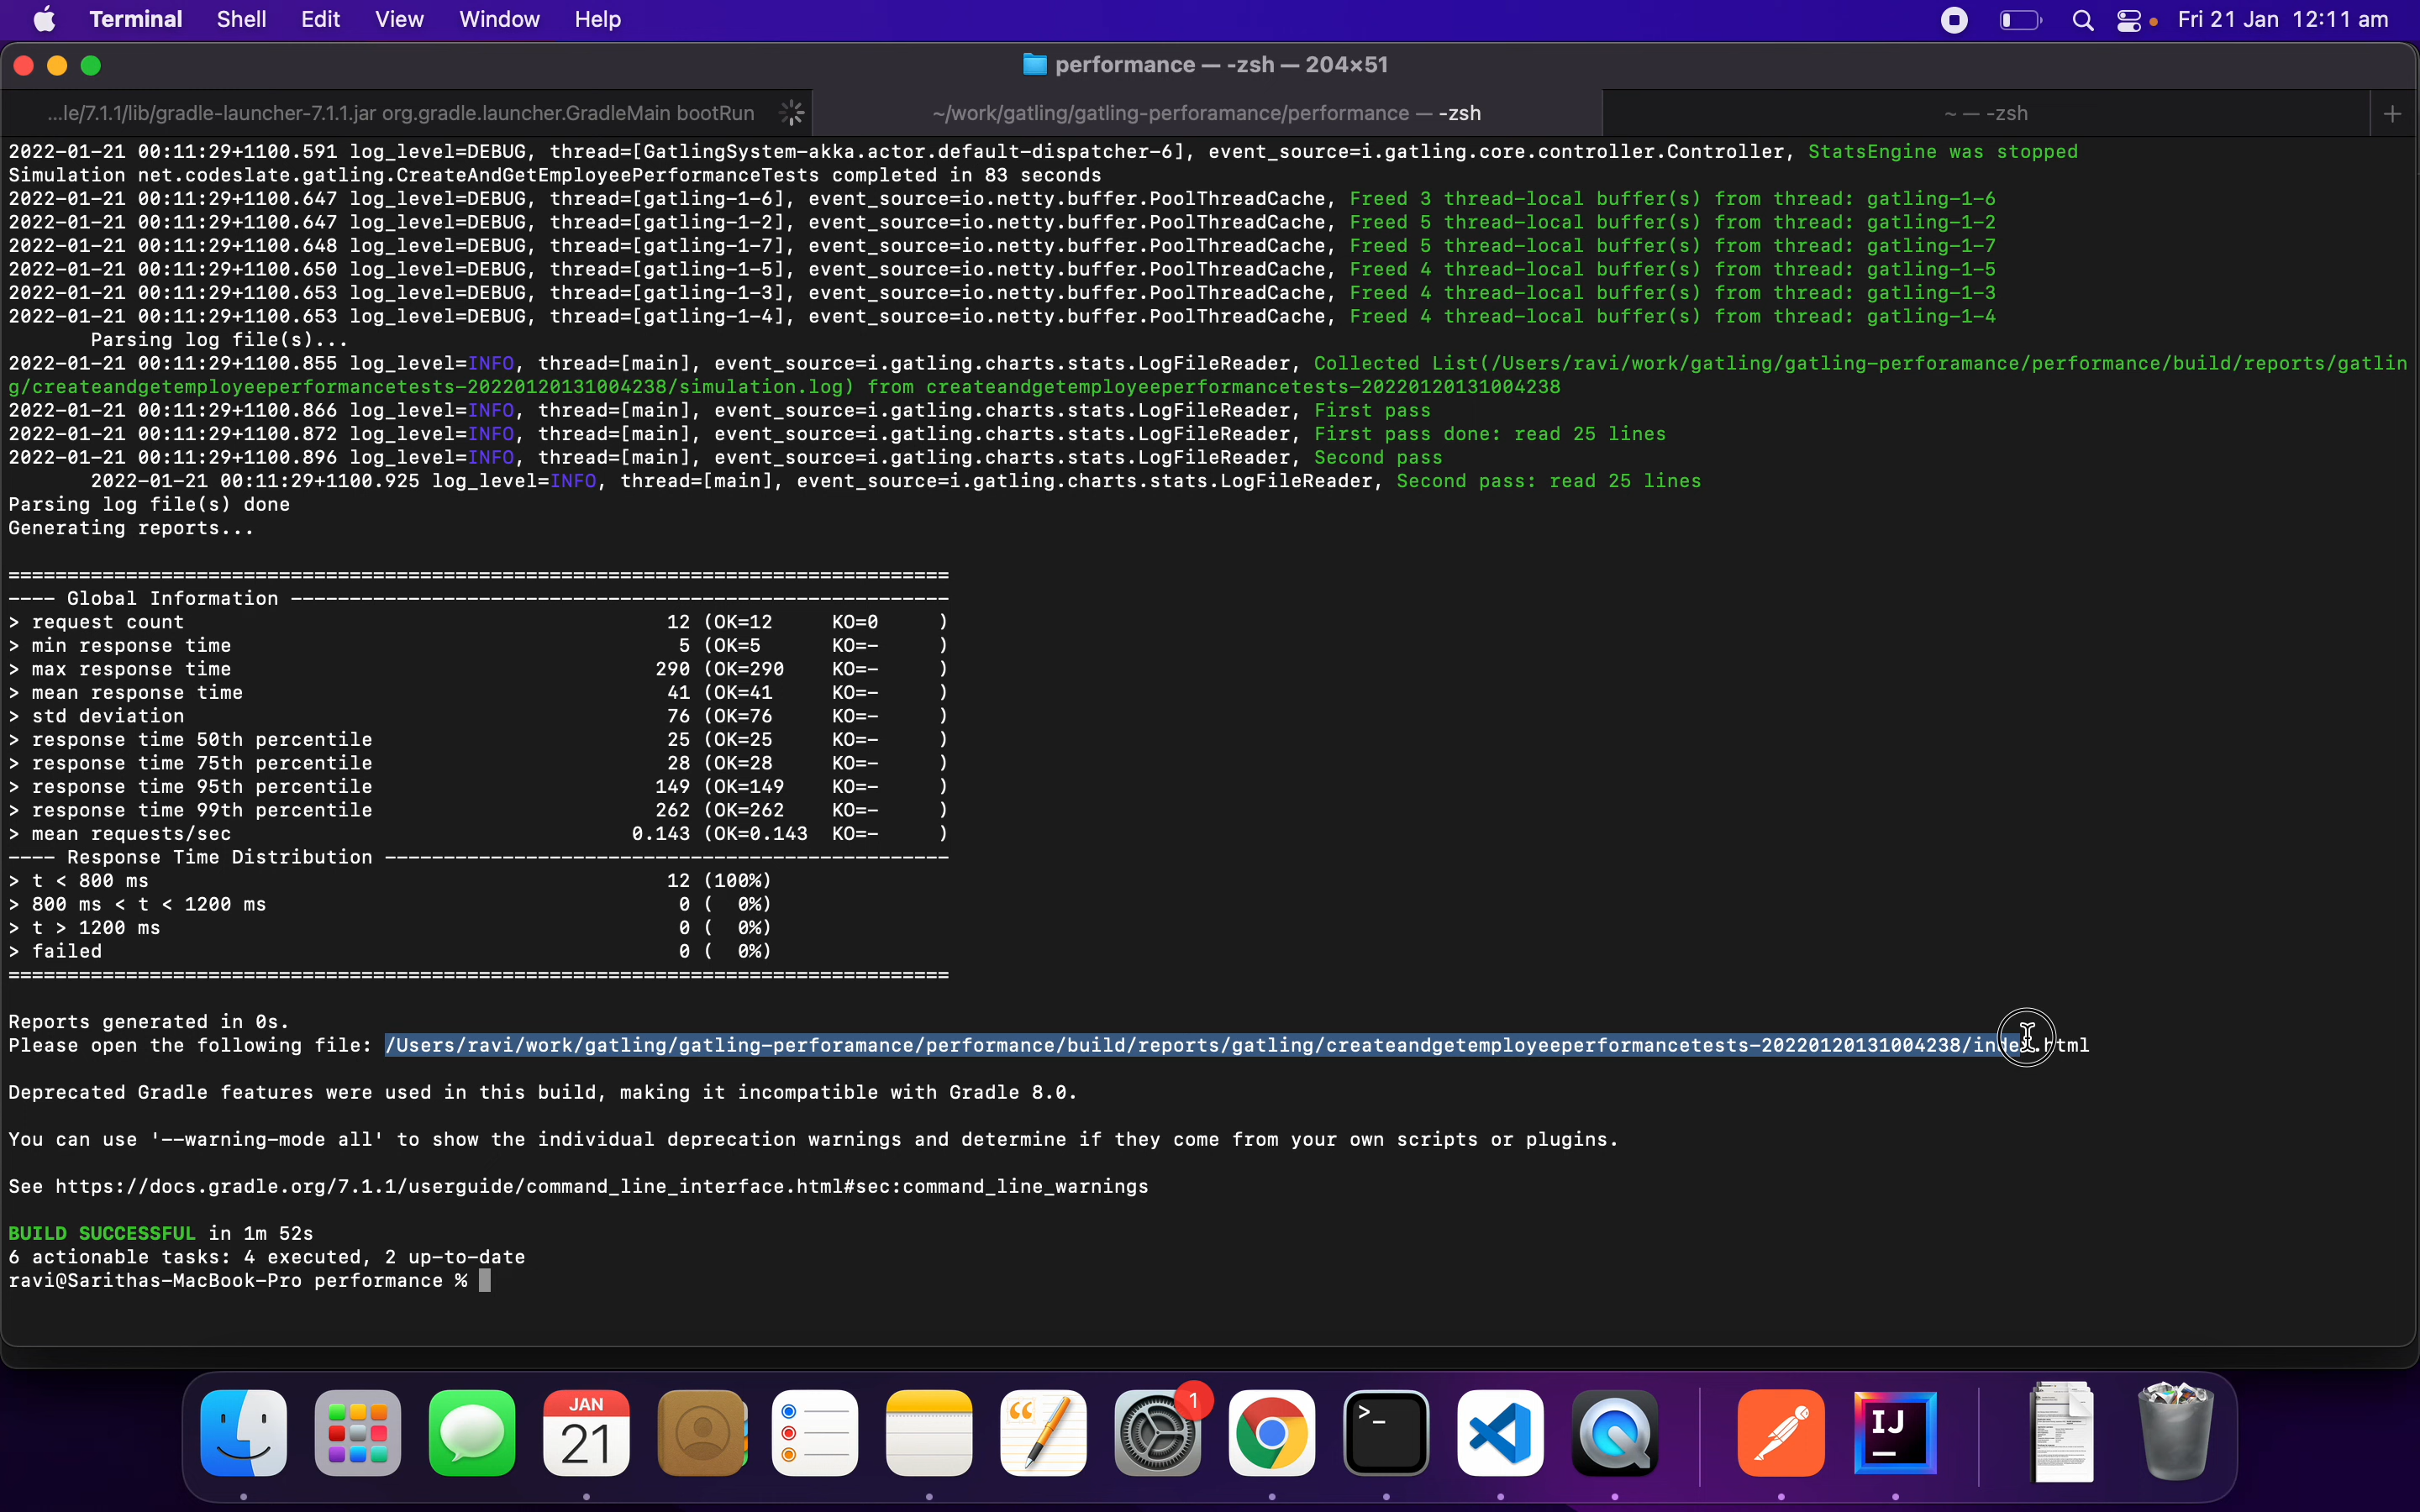 Terminal Shell Edit View Window Help Fri 21 Jan 12:11 am
performance — -zsh — 204×51
...le/7.1.1/lib/gradle-launcher-7.1.1.jar org.gradle.launcher.GradleMain bootRun ~/work/gatling/gatling-perforamance/performance — -zsh ~ — -zsh +
2022-01-21 00:11:29+1100.591 log_level=DEBUG, thread=[GatlingSystem-akka.actor.default-dispatcher-6], event_source=i.gatling.core.controller.Controller, StatsEngine was stopped
Simulation net.codeslate.gatling.CreateAndGetEmployeePerformanceTests completed in 83 seconds
2022-01-21 00:11:29+1100.647 log_level=DEBUG, thread=[gatling-1-6], event_source=io.netty.buffer.PoolThreadCache, Freed 3 thread-local buffer(s) from thread: gatling-1-6
2022-01-21 00:11:29+1100.647 log_level=DEBUG, thread=[gatling-1-2], event_source=io.netty.buffer.PoolThreadCache, Freed 5 thread-local buffer(s) from thread: gatling-1-2
2022-01-21 00:11:29+1100.648 log_level=DEBUG, thread=[gatling-1-7], event_source=io.netty.buffer.PoolThreadCache, Freed 5 thread-local buffer(s) from thread: gatling-1-7
2022-01-21 00:11:29+1100.650 log_level=DEBUG, thread=[gatling-1-5], event_source=io.netty.buffer.PoolThreadCache, Freed 4 thread-local buffer(s) from thread: gatling-1-5
2022-01-21 00:11:29+1100.653 log_level=DEBUG, thread=[gatling-1-3], event_source=io.netty.buffer.PoolThreadCache, Freed 4 thread-local buffer(s) from thread: gatling-1-3
2022-01-21 00:11:29+1100.653 log_level=DEBUG, thread=[gatling-1-4], event_source=io.netty.buffer.PoolThreadCache, Freed 4 thread-local buffer(s) from thread: gatling-1-4
Parsing log file(s)...
2022-01-21 00:11:29+1100.855 log_level=INFO, thread=[main], event_source=i.gatling.charts.stats.LogFileReader, Collected List(/Users/ravi/work/gatling/gatling-perforamance/performance/build/reports/gatlin
g/createandgetemployeeperformancetests-20220120131004238/simulation.log) from createandgetemployeeperformancetests-20220120131004238
2022-01-21 00:11:29+1100.866 log_level=INFO, thread=[main], event_source=i.gatling.charts.stats.LogFileReader, First pass
2022-01-21 00:11:29+1100.872 log_level=INFO, thread=[main], event_source=i.gatling.charts.stats.LogFileReader, First pass done: read 25 lines
2022-01-21 00:11:29+1100.896 log_level=INFO, thread=[main], event_source=i.gatling.charts.stats.LogFileReader, Second pass
2022-01-21 00:11:29+1100.925 log_level=INFO, thread=[main], event_source=i.gatling.charts.stats.LogFileReader, Second pass: read 25 lines
Parsing log file(s) done
Generating reports...
================================================================================
---- Global Information --------------------------------------------------------
> request count 12 (OK=12 KO=0 )
> min response time 5 (OK=5 KO=- )
> max response time 290 (OK=290 KO=- )
> mean response time 41 (OK=41 KO=- )
> std deviation 76 (OK=76 KO=- )
> response time 50th percentile 25 (OK=25 KO=- )
> response time 75th percentile 28 (OK=28 KO=- )
> response time 95th percentile 149 (OK=149 KO=- )
> response time 99th percentile 262 (OK=262 KO=- )
> mean requests/sec 0.143 (OK=0.143 KO=- )
---- Response Time Distribution ------------------------------------------------
> t < 800 ms 12 (100%)
> 800 ms < t < 1200 ms 0 ( 0%)
> t > 1200 ms 0 ( 0%)
> failed 0 ( 0%)
================================================================================
Reports generated in 0s.
Please open the following file: /Users/ravi/work/gatling/gatling-perforamance/performance/build/reports/gatling/createandgetemployeeperformancetests-20220120131004238/index.html
Deprecated Gradle features were used in this build, making it incompatible with Gradle 8.0.
You can use '--warning-mode all' to show the individual deprecation warnings and determine if they come from your own scripts or plugins.
See https://docs.gradle.org/7.1.1/userguide/command_line_interface.html#sec:command_line_warnings
BUILD SUCCESSFUL in 1m 52s
6 actionable tasks: 4 executed, 2 up-to-date
ravi@Sarithas-MacBook-Pro performance %
JAN
21
1
>_
IJ